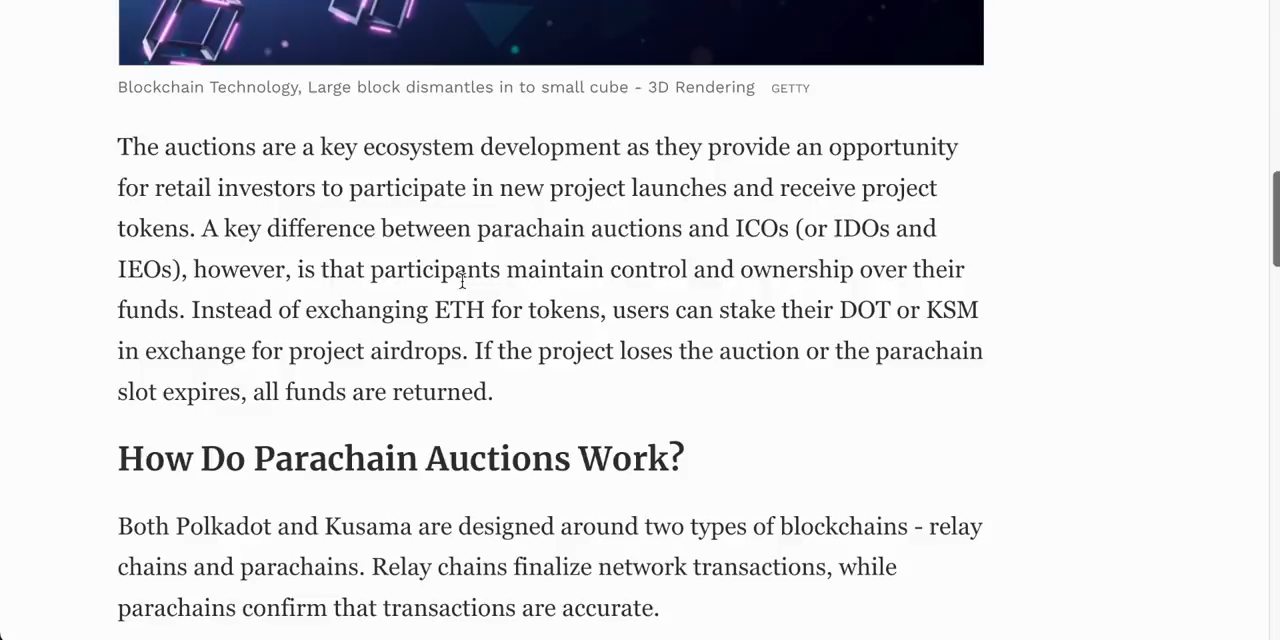 Blockchain Technology, Large block dismantles in to small cube - 3D Rendering GETTY
The auctions are a key ecosystem development as they provide an opportunity
for retail investors to participate in new project launches and receive project
tokens. A key difference between parachain auctions and ICOs (or IDOs and
IEOs), however, is that participants maintain control and ownership over their
funds. Instead of exchanging ETH for tokens, users can stake their DOT or KSM
in exchange for project airdrops. If the project loses the auction or the parachain
slot expires, all funds are returned.
How Do Parachain Auctions Work?
Both Polkadot and Kusama are designed around two types of blockchains - relay
chains and parachains. Relay chains finalize network transactions, while
parachains confirm that transactions are accurate.